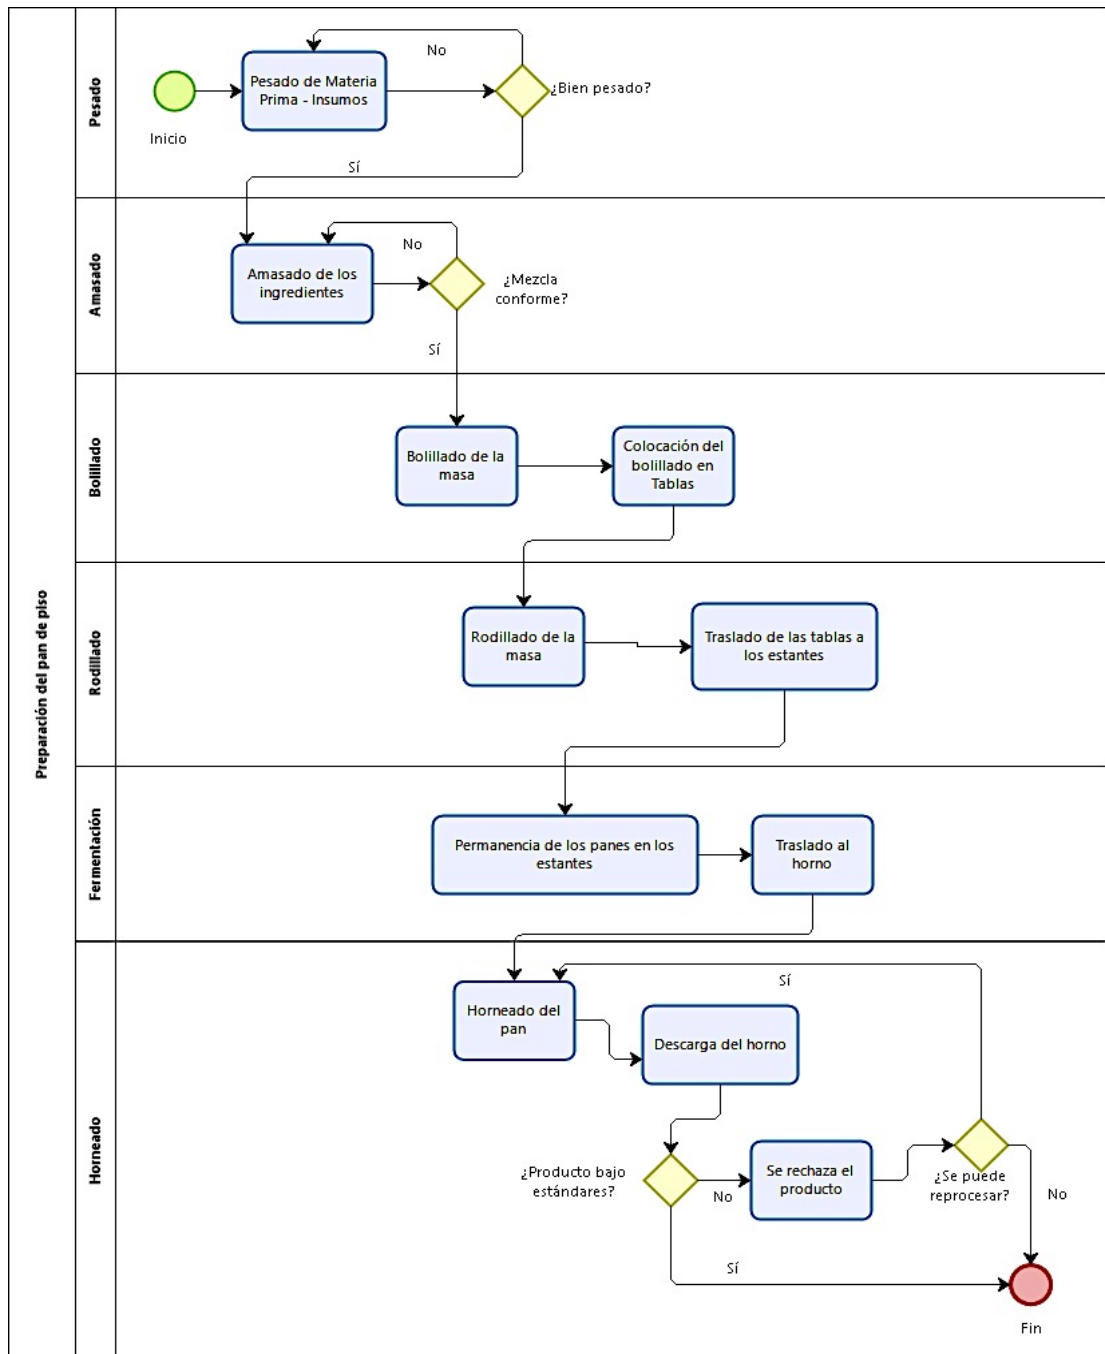 Preparación del pan de piso
Pesado
Inicio
Pesado de Materia
Prima - Insumos
No
¿Bien pesado?
Sí
Amasado
Amasado de los
ingredientes
No
¿Mezcla
conforme?
Sí
Bolillado
Bolillado de la
masa
Colocación del
bolillado en
Tablas
Rodillado
Rodillado de la
masa
Traslado de las tablas a
los estantes
Fermentación
Permanencia de los panes en los
estantes
Traslado al
horno
Horneado
Horneado del
pan
Descarga del horno
Sí
¿Producto bajo
estándares?
No
Se rechaza el
producto
¿Se puede
reprocesar?
No
Sí
Fin